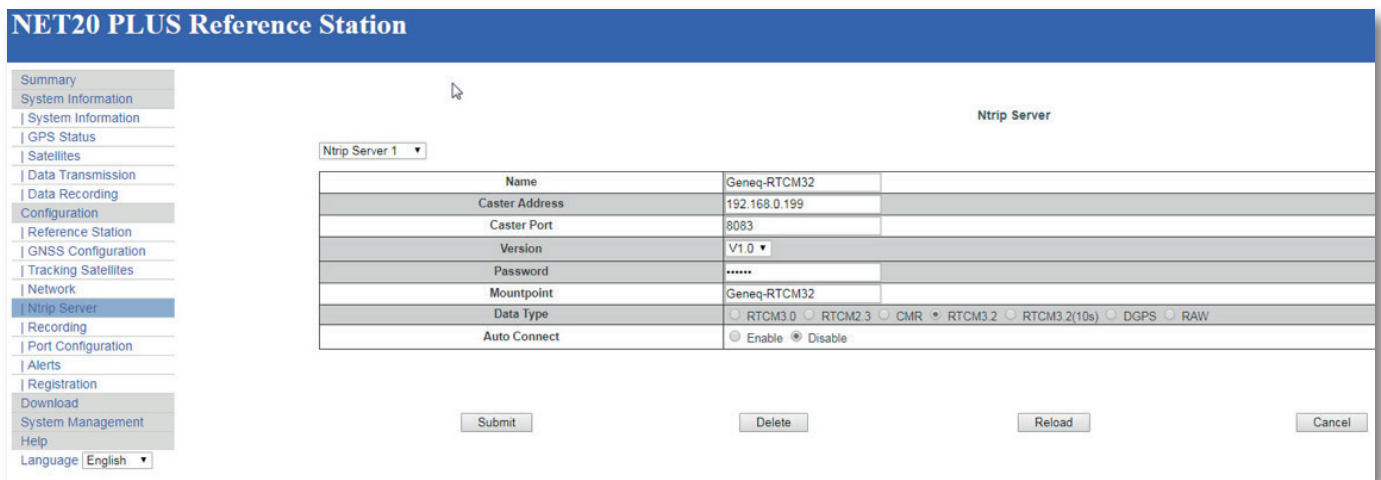 NET20 PLUS Reference Station
Summary
System Information
| System Information
| GPS Status
| Satellites
| Data Transmission
| Data Recording
Configuration
| Reference Station
| GNSS Configuration
| Tracking Satellites
| Network
| Ntrip Server
| Recording
| Port Configuration
| Alerts
| Registration
Download
System Management
Help
Language English
Ntrip Server
Ntrip Server 1
Name Geneq-RTCM32
Caster Address 192.168.0.199
Caster Port 8083
Version V1.0
Password ••••••
Mountpoint Geneq-RTCM32
Data Type RTCM3.0 RTCM2.3 CMR RTCM3.2 RTCM3.2(10s) DGPS RAW
Auto Connect Enable Disable
Submit Delete Reload Cancel